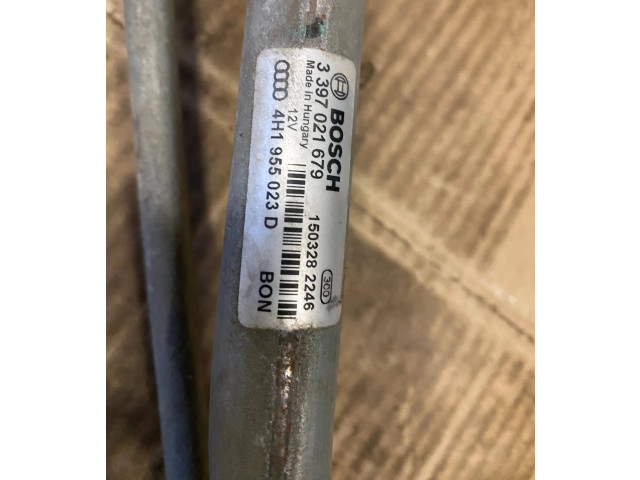 BOSCH
3 397 021 679
Made in Hungary
12V
4H1 955 023 D
150328 2246
300
BON